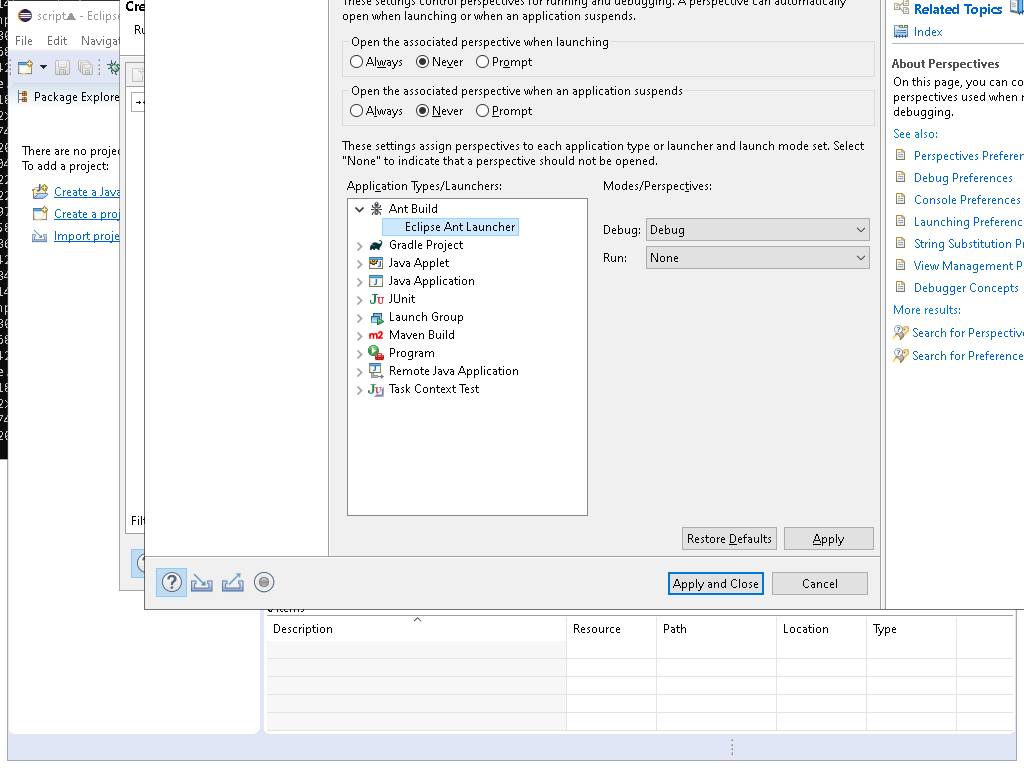 script▲ - Eclipse
File Edit Navigat
Package Explore
There are no projec
To add a project:
Create a Java
Create a proj
Import proje
Cre
Ru
Filt
These settings control perspectives for running and debugging. A perspective can automatically
open when launching or when an application suspends.
Open the associated perspective when launching
Always Never Prompt
Open the associated perspective when an application suspends
Always Never Prompt
These settings assign perspectives to each application type or launcher and launch mode set. Select
"None" to indicate that a perspective should not be opened.
Application Types/Launchers:
Modes/Perspectives:
Ant Build
Eclipse Ant Launcher
Gradle Project
Java Applet
Java Application
JUnit
Launch Group
Maven Build
Program
Remote Java Application
Task Context Test
Debug: Debug
Run: None
Restore Defaults
Apply
Apply and Close
Cancel
Related Topics
Index
About Perspectives
On this page, you can co
perspectives used when r
debugging.
See also:
Perspectives Preferen
Debug Preferences
Console Preferences
Launching Preferenc
String Substitution Pr
View Management P
Debugger Concepts
More results:
Search for Perspective
Search for Preference
items
Description Resource Path Location Type